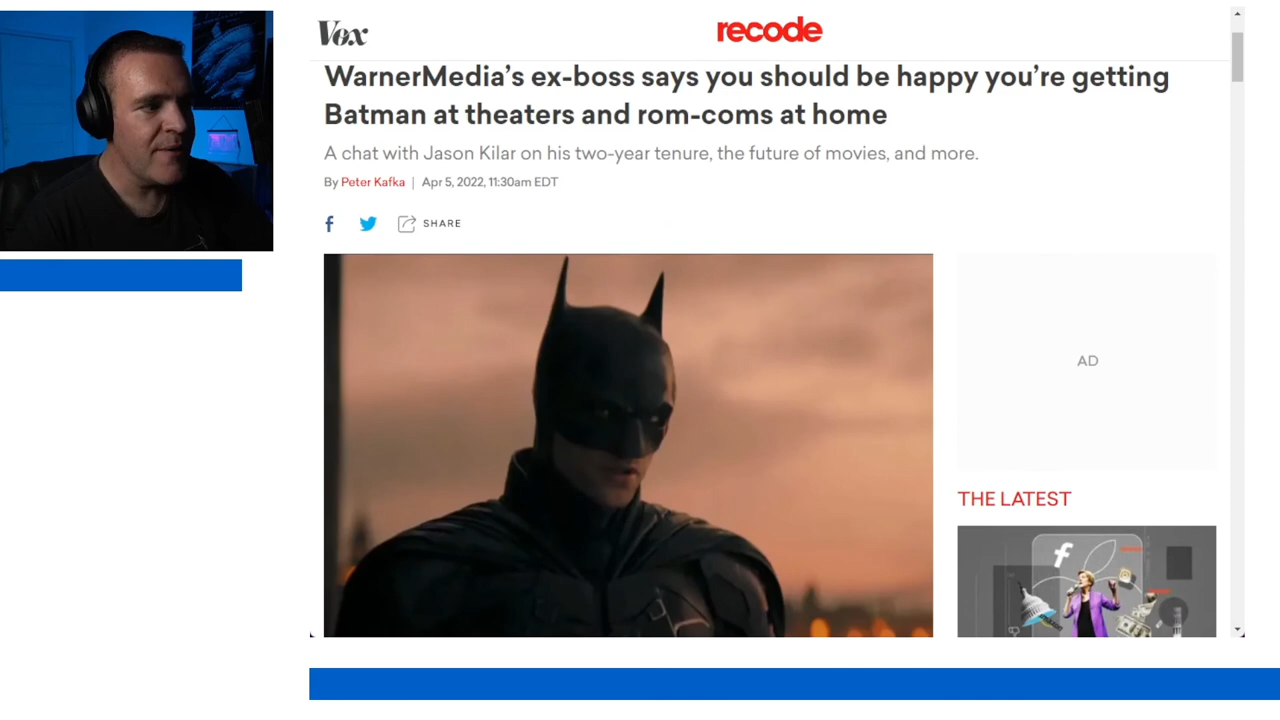 Vox
recode
WarnerMedia’s ex-boss says you should be happy you’re getting
Batman at theaters and rom-coms at home
A chat with Jason Kilar on his two-year tenure, the future of movies, and more.
By Peter Kafka | Apr 5, 2022, 11:30am EDT
f
SHARE
AD
THE LATEST
f